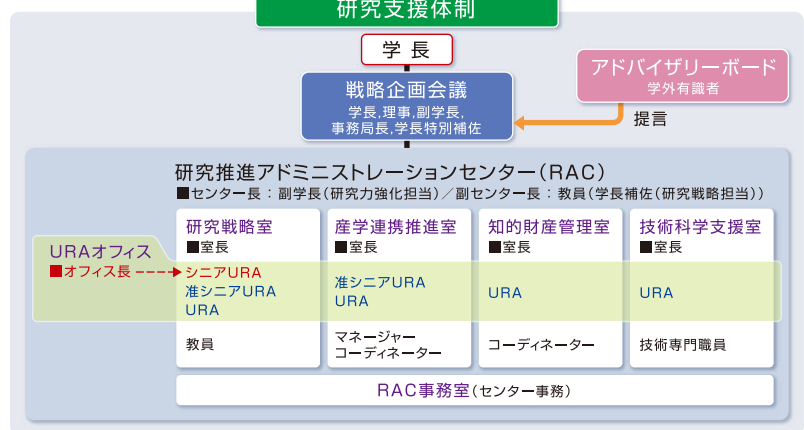 研究支援体制
学長
戦略企画会議
学長,理事,副学長,
事務局長,学長特別補佐
アドバイザリーボード
学外有識者
提言
研究推進アドミニストレーションセンター(RAC)
■センター長:副学長(研究力強化担当)/副センター長:教員(学長補佐(研究戦略担当))
URAオフィス
■オフィス長
研究戦略室
■室長
シニアURA
准シニアURA
URA
教員
産学連携推進室
■室長
准シニアURA
URA
マネージャー
コーディネーター
知的財産管理室
■室長
URA
コーディネーター
技術科学支援室
■室長
URA
技術専門職員
RAC事務室(センター事務)